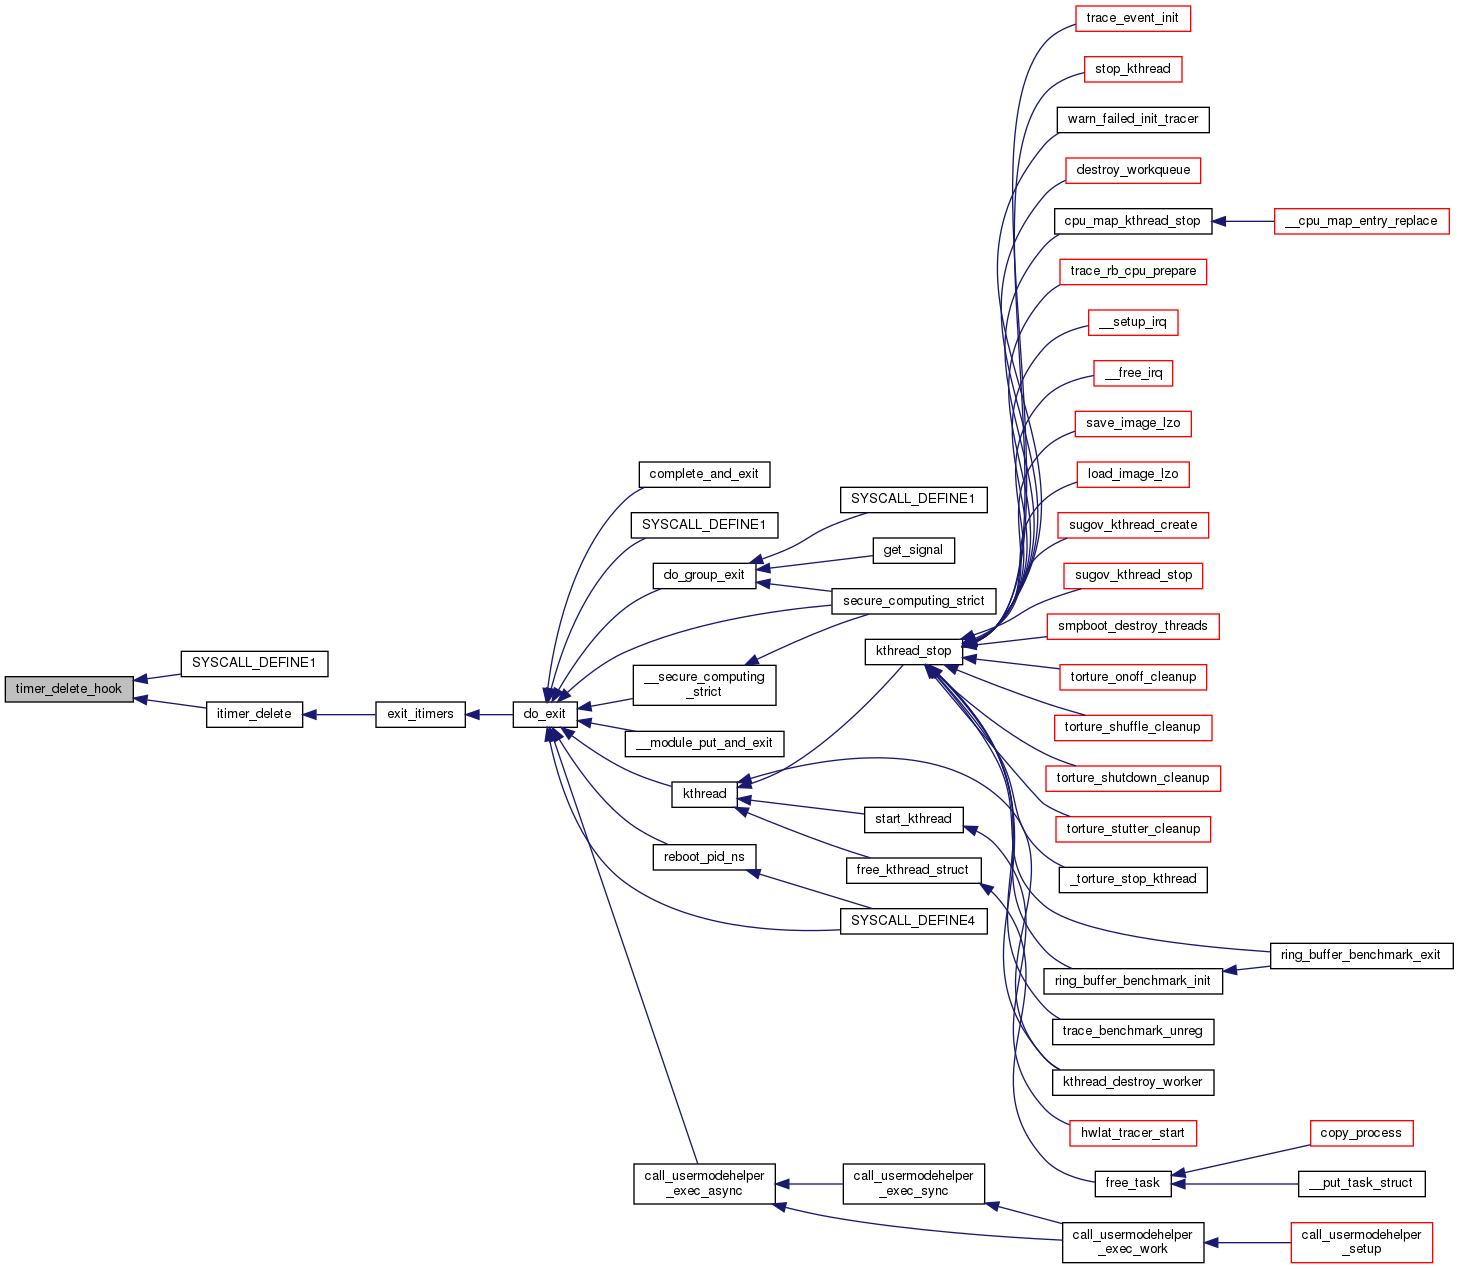 trace_event_init
stop_kthread
warn_failed_init_tracer
destroy_workqueue
cpu_map_kthread_stop
__cpu_map_entry_replace
trace_rb_cpu_prepare
__setup_irq
__free_irq
save_image_lzo
load_image_lzo
complete_and_exit
SYSCALL_DEFINE1
SYSCALL_DEFINE1
sugov_kthread_create
get_signal
do_group_exit
sugov_kthread_stop
secure_computing_strict
smpboot_destroy_threads
kthread_stop
SYSCALL_DEFINE1
torture_onoff_cleanup
__secure_computing
_strict
timer_delete_hook
itimer_delete
exit_itimers
do_exit
torture_shuffle_cleanup
__module_put_and_exit
torture_shutdown_cleanup
kthread
start_kthread
torture_stutter_cleanup
reboot_pid_ns
free_kthread_struct
_torture_stop_kthread
SYSCALL_DEFINE4
ring_buffer_benchmark_exit
ring_buffer_benchmark_init
trace_benchmark_unreg
kthread_destroy_worker
hwlat_tracer_start
copy_process
call_usermodehelper
_exec_async
call_usermodehelper
_exec_sync
free_task
__put_task_struct
call_usermodehelper
_exec_work
call_usermodehelper
_setup